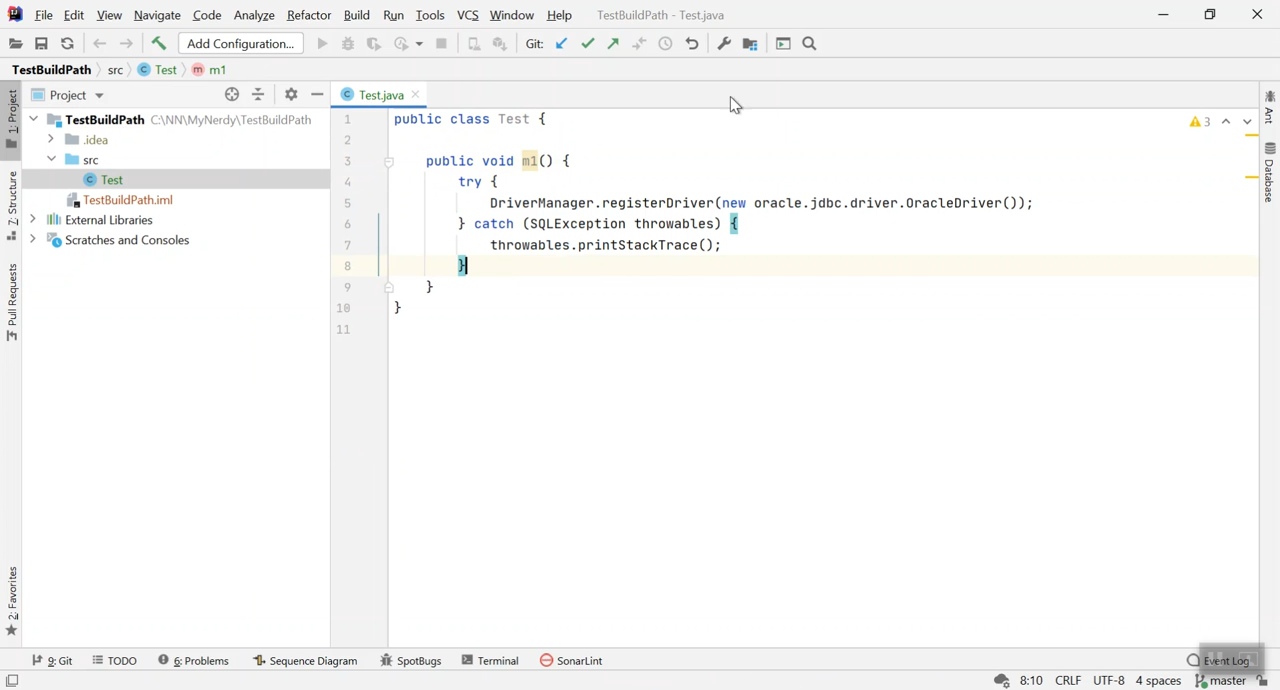 File Edit View Navigate Code Analyze Refactor Build Run Tools VCS Window Help TestBuildPath - Test.java
Add Configuration... Git:
TestBuildPath src Test m1
Project
TestBuildPath C:\NN\MyNerdy\TestBuildPath
.idea
src
Test
TestBuildPath.iml
External Libraries
Scratches and Consoles
1: Project
7: Structure
Pull Requests
2: Favorites
Test.java
1 public class Test {
2
3 public void m1() {
4 try {
5 DriverManager.registerDriver(new oracle.jdbc.driver.OracleDriver());
6 } catch (SQLException throwables) {
7 throwables.printStackTrace();
8 }
9 }
10 }
11
3
Ant
Database
9: Git TODO 6: Problems Sequence Diagram SpotBugs Terminal SonarLint Event Log
8:10 CRLF UTF-8 4 spaces master